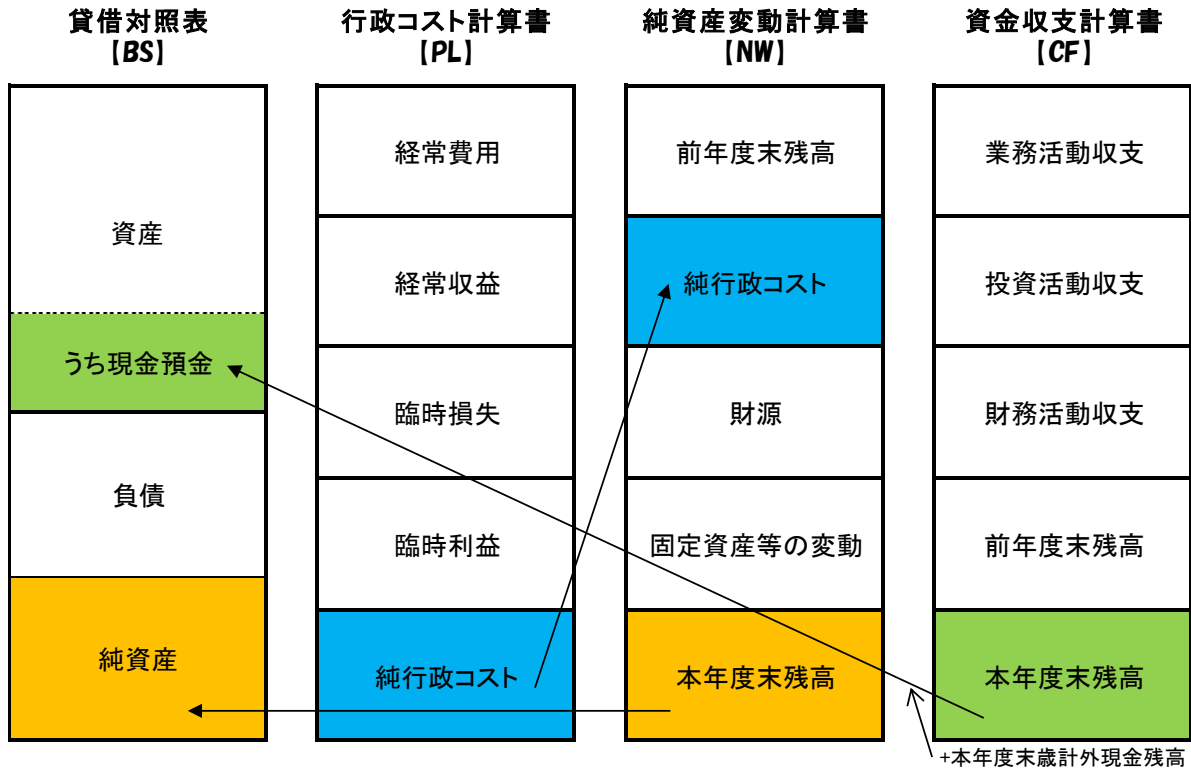 貸借対照表
【BS】
資産
うち現金預金
負債
純資産
行政コスト計算書
【PL】
経常費用
経常収益
臨時損失
臨時利益
純行政コスト
純資産変動計算書
【NW】
前年度末残高
純行政コスト
財源
固定資産等の変動
本年度末残高
資金収支計算書
【CF】
業務活動収支
投資活動収支
財務活動収支
前年度末残高
本年度末残高
+本年度末歳計外現金残高